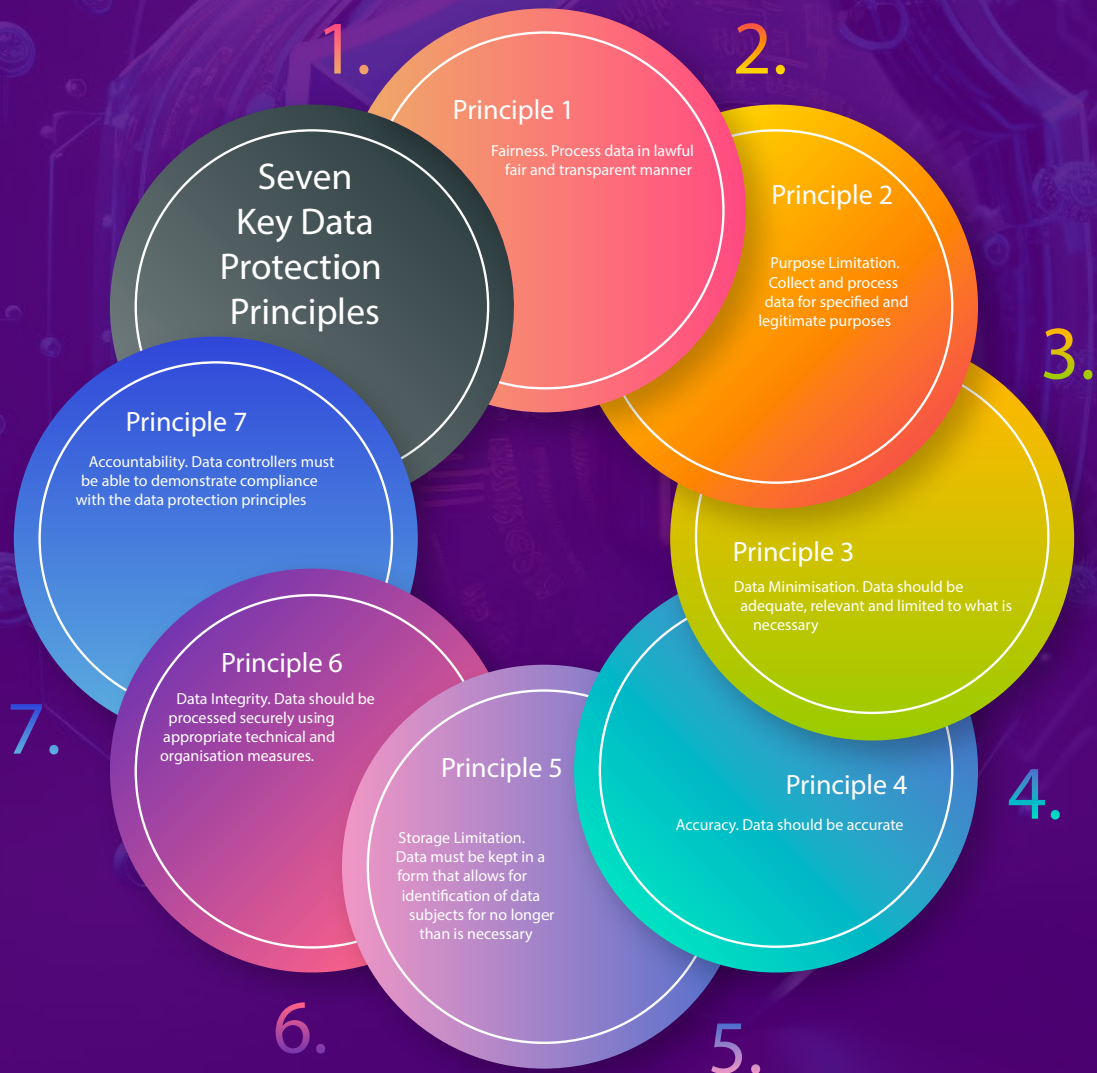 Seven
Key Data
Protection
Principles
1.
Principle 1
Fairness. Process data in lawful
fair and transparent manner
2.
Principle 2
Purpose Limitation.
Collect and process
data for specified and
legitimate purposes
3.
Principle 3
Data Minimisation. Data should be
adequate, relevant and limited to what is
necessary
4.
Principle 4
Accuracy. Data should be accurate
5.
Principle 5
Storage Limitation.
Data must be kept in a
form that allows for
identification of data
subjects for no longer
than is necessary
6.
Principle 6
Data Integrity. Data should be
processed securely using
appropriate technical and
organisation measures.
7.
Principle 7
Accountability. Data controllers must
be able to demonstrate compliance
with the data protection principles